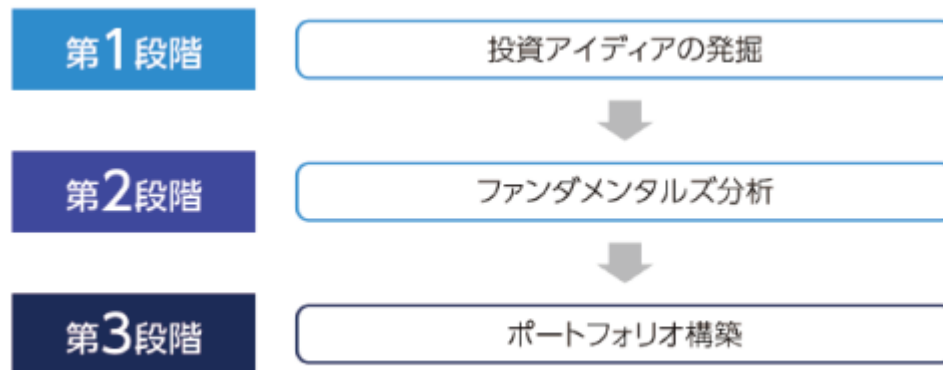 第1段階
投資アイディアの発掘
第2段階
ファンダメンタルズ分析
第3段階
ポートフォリオ構築